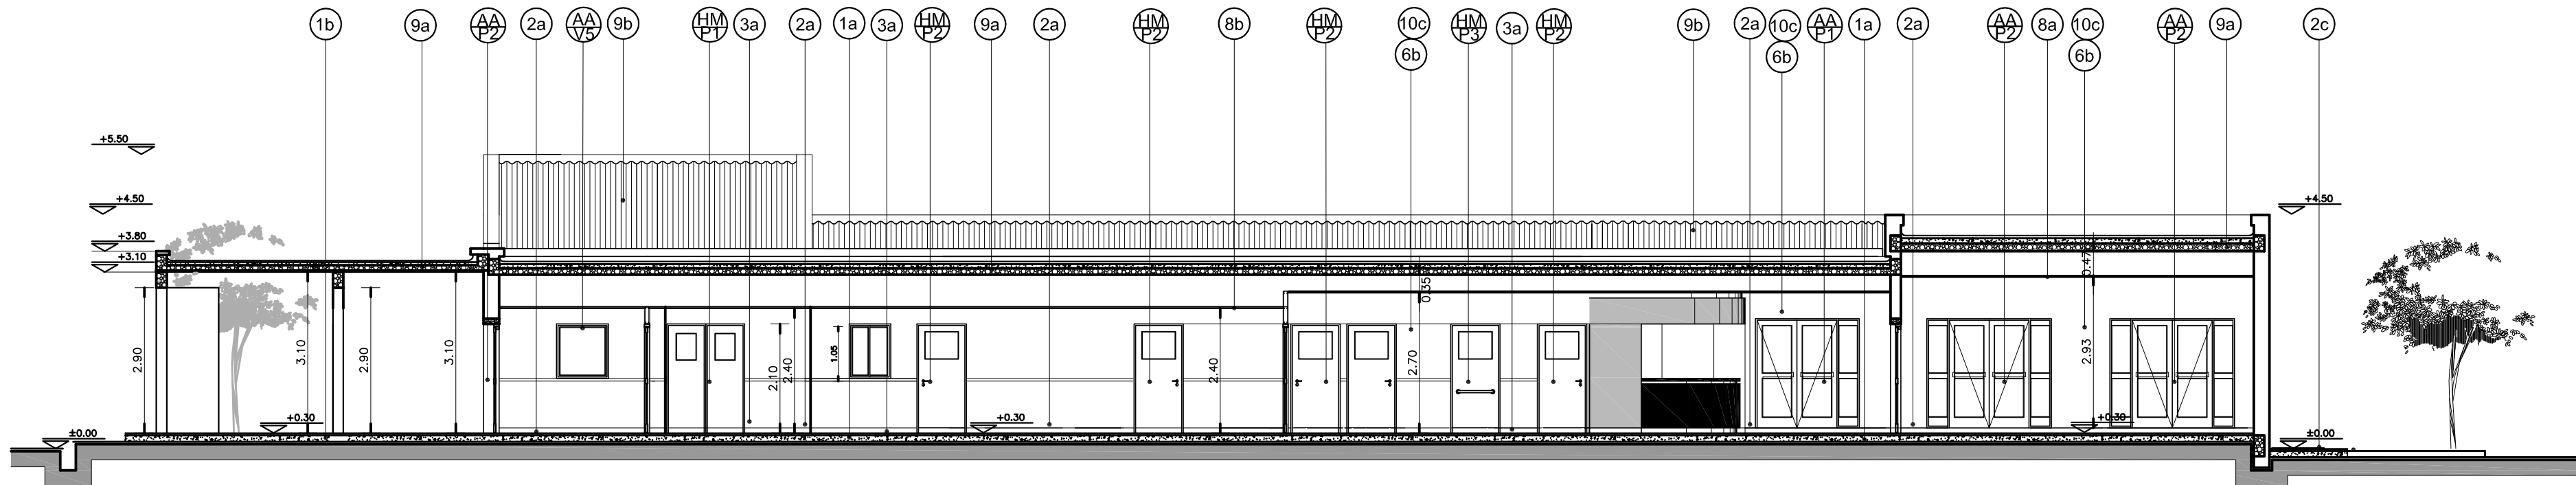 1b 9a AA P2 2a AA V5 9b HM P1 3a 2a 1a 3a HM P2 9a 2a HM P2 8b HM P2 10c HM P3 3a HM P2 9b 2a 10c AA P1 1a 2a AA P2 8a 10c AA P2 9a 2c
6b 6b 6b
+5.50
+4.50 +4.50
+3.80
+3.10
0.47
0.35
2.90 3.10 2.90 3.10 2.10 2.40 1.05 2.40 2.70 2.93
+0.30 +0.30 +0.30
±0.00 ±0.00